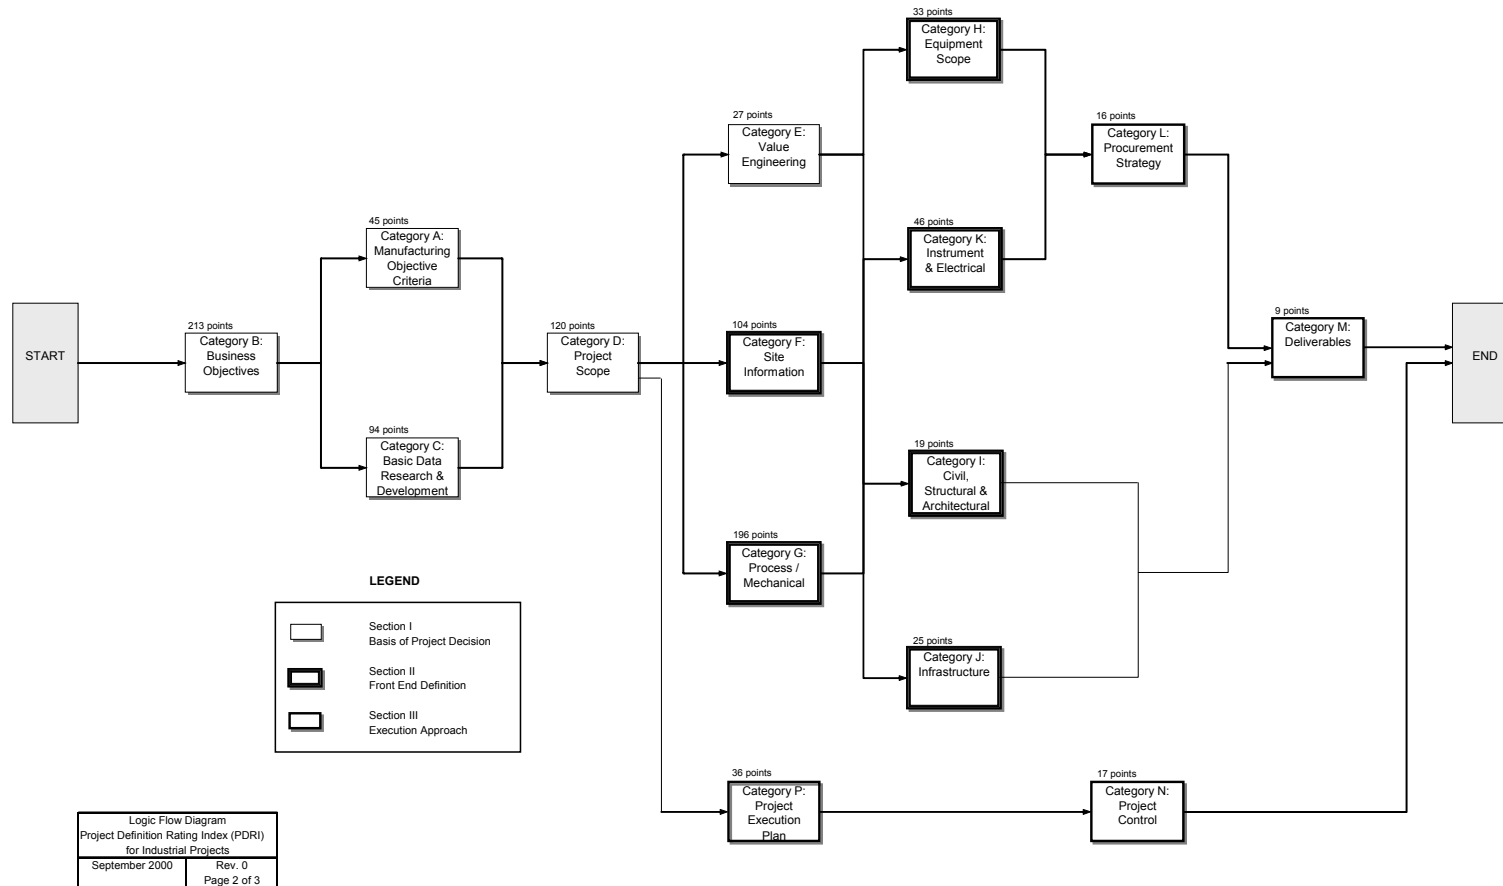 33 points
Category H:
Equipment
Scope
27 points
Category E:
Value
Engineering
16 points
Category L:
Procurement
Strategy
45 points
Category A:
Manufacturing
Objective
Criteria
46 points
Category K:
Instrument
& Electrical
START
213 points
Category B:
Business
Objectives
120 points
Category D:
Project
Scope
104 points
Category F:
Site
Information
9 points
Category M:
Deliverables
END
94 points
Category C:
Basic Data
Research &
Development
19 points
Category I:
Civil,
Structural &
Architectural
196 points
Category G:
Process /
Mechanical
25 points
Category J:
Infrastructure
LEGEND
Section I
Basis of Project Decision
Section II
Front End Definition
Section III
Execution Approach
36 points
Category P:
Project
Execution
Plan
17 points
Category N:
Project
Control
Logic Flow Diagram
Project Definition Rating Index (PDRI)
for Industrial Projects
September 2000
Rev. 0
Page 2 of 3